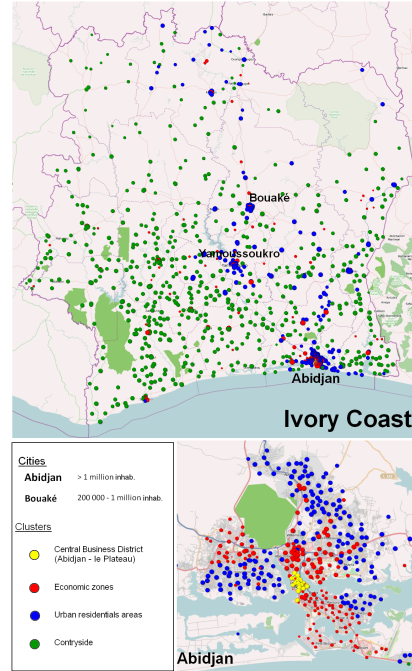 Bouaké
Yamoussoukro
Abidjan
Ivory Coast
Cities
Abidjan > 1 million inhab.
Bouaké 200 000 - 1 million inhab.
Clusters
Central Business District
(Abidjan - le Plateau)
Economic zones
Urban residentials areas
Contryside
Abidjan